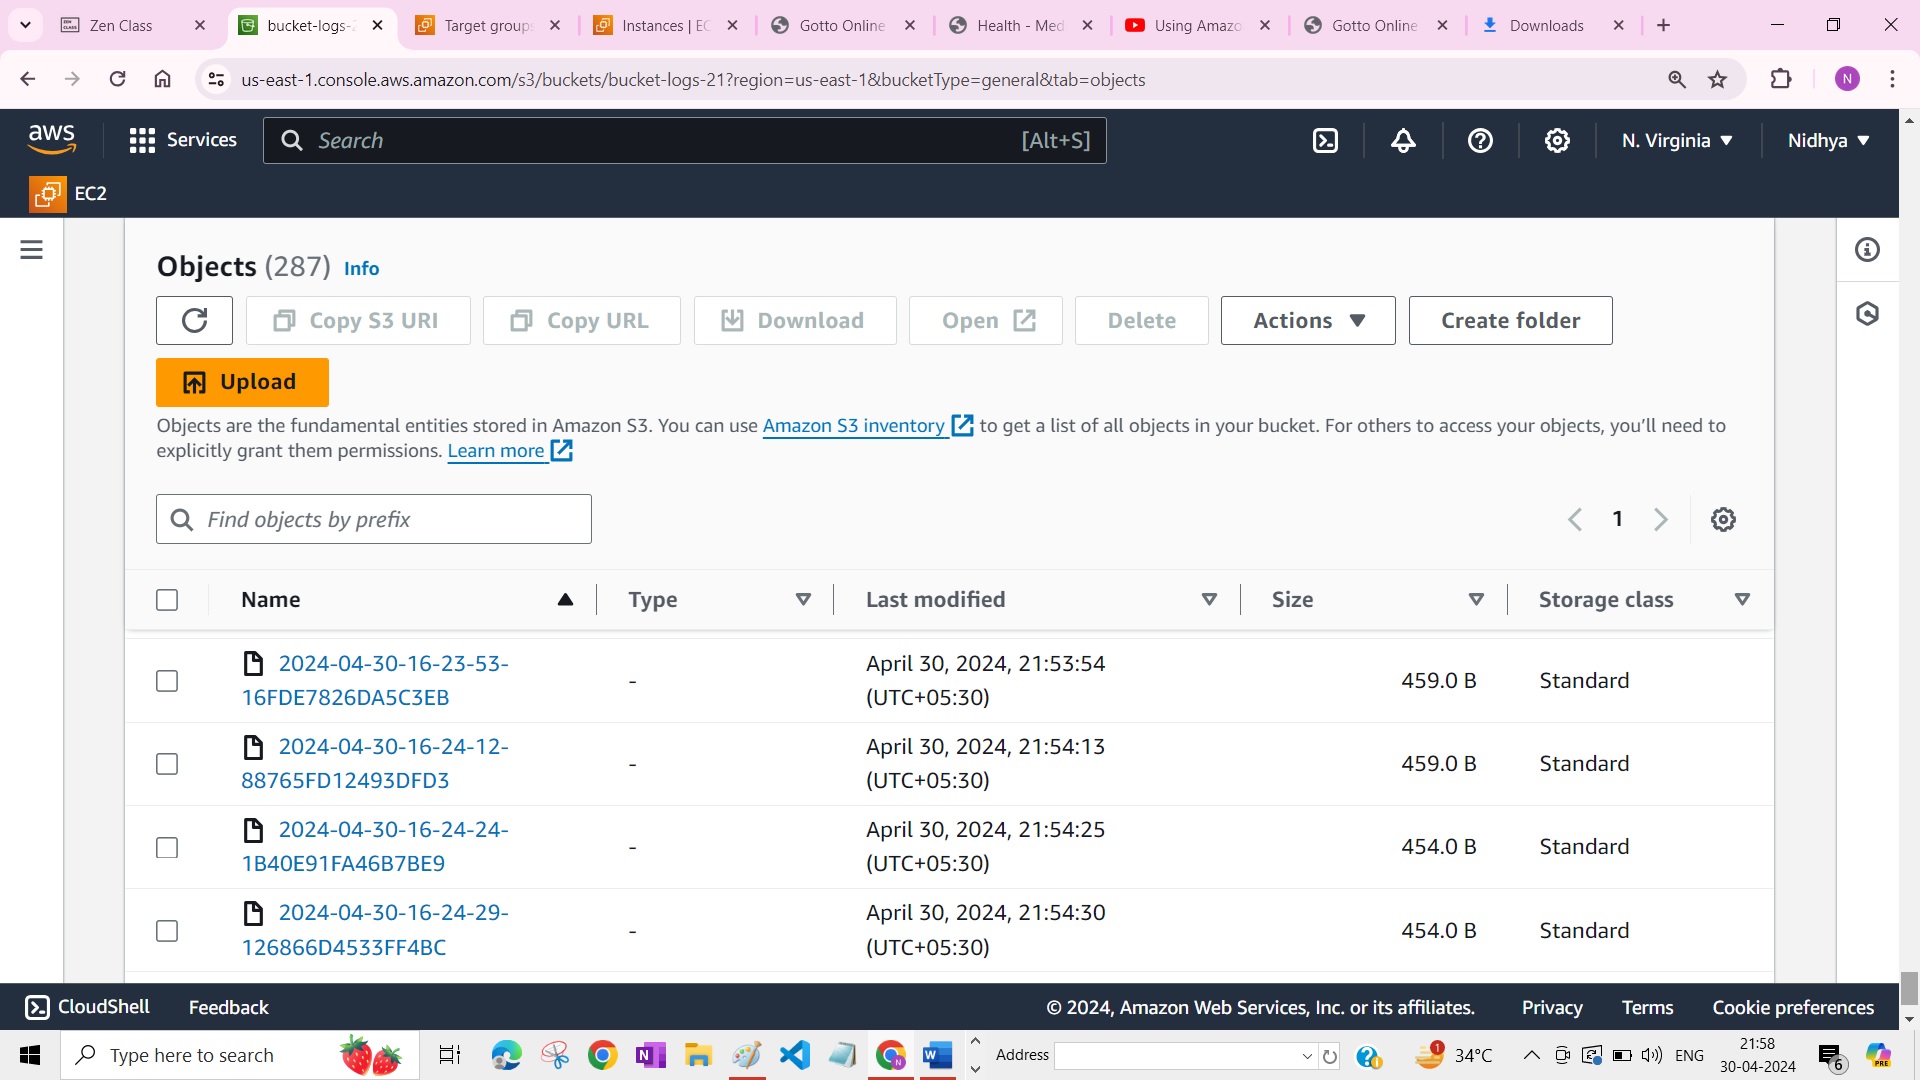 Zen Class
bucket-logs-2
Target groups
Instances | EC
Gotto Online
Health - Med
Using Amazo
Gotto Online
Downloads
us-east-1.console.aws.amazon.com/s3/buckets/bucket-logs-21?region=us-east-1&bucketType=general&tab=objects
N
aws
Services
Search
[Alt+S]
N. Virginia
Nidhya
EC2
Objects (287) Info
Copy S3 URI
Copy URL
Download
Open
Delete
Actions
Create folder
Upload
Objects are the fundamental entities stored in Amazon S3. You can use Amazon S3 inventory to get a list of all objects in your bucket. For others to access your objects, you’ll need to
explicitly grant them permissions. Learn more
Find objects by prefix
1
Name
Type
Last modified
Size
Storage class
2024-04-30-16-23-53-
16FDE7826DA5C3EB
-
April 30, 2024, 21:53:54
(UTC+05:30)
459.0 B
Standard
2024-04-30-16-24-12-
88765FD12493DFD3
-
April 30, 2024, 21:54:13
(UTC+05:30)
459.0 B
Standard
2024-04-30-16-24-24-
1B40E91FA46B7BE9
-
April 30, 2024, 21:54:25
(UTC+05:30)
454.0 B
Standard
2024-04-30-16-24-29-
126866D4533FF4BC
-
April 30, 2024, 21:54:30
(UTC+05:30)
454.0 B
Standard
CloudShell
Feedback
© 2024, Amazon Web Services, Inc. or its affiliates.
Privacy
Terms
Cookie preferences
Type here to search
Address
1
34°C
ENG
21:58
30-04-2024
6
PRE